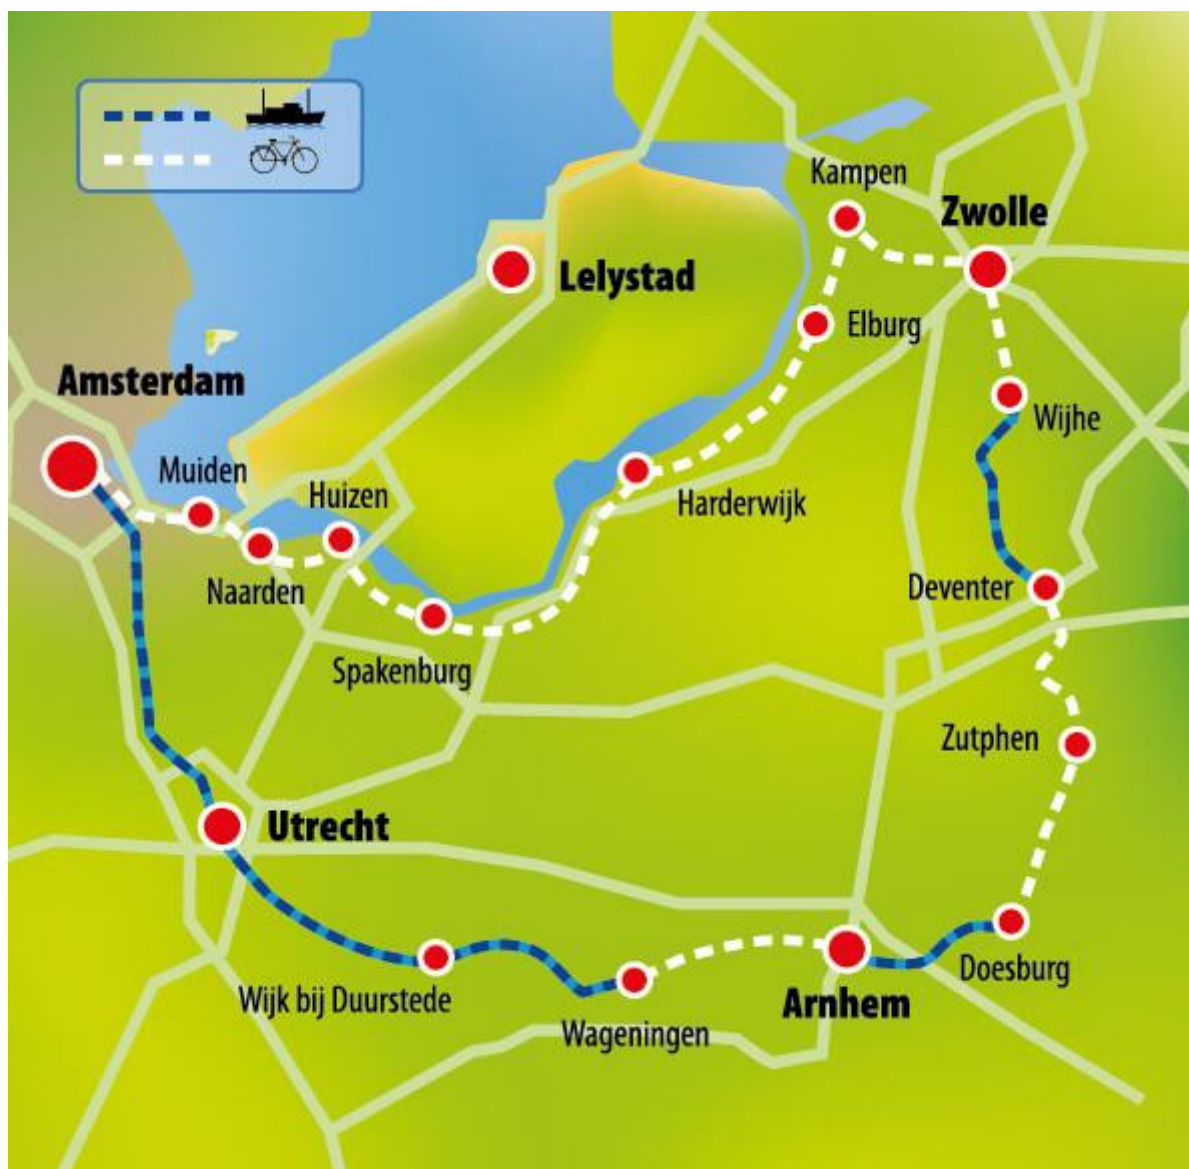 Kampen
Zwolle
Lelystad
Elburg
Amsterdam
Wijhe
Muiden
Huizen
Harderwijk
Naarden
Deventer
Spakenburg
Zutphen
Utrecht
Doesburg
Wijk bij Duurstede
Arnhem
Wageningen